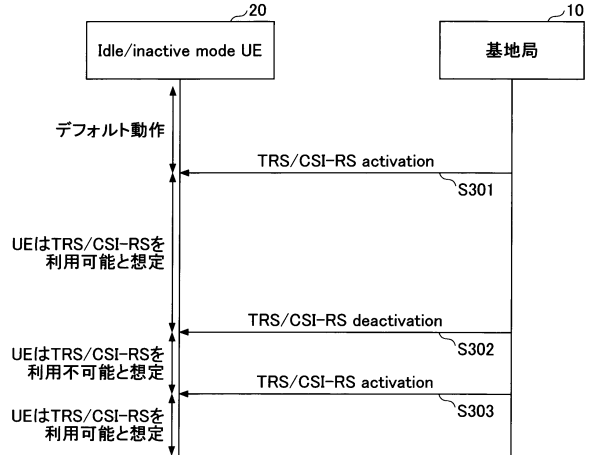 20
10
Idle/inactive mode UE
基地局
デフォルト動作
TRS/CSI-RS activation
S301
UEはTRS/CSI-RSを
利用可能と想定
TRS/CSI-RS deactivation
S302
UEはTRS/CSI-RSを
利用不可能と想定
TRS/CSI-RS activation
S303
UEはTRS/CSI-RSを
利用可能と想定